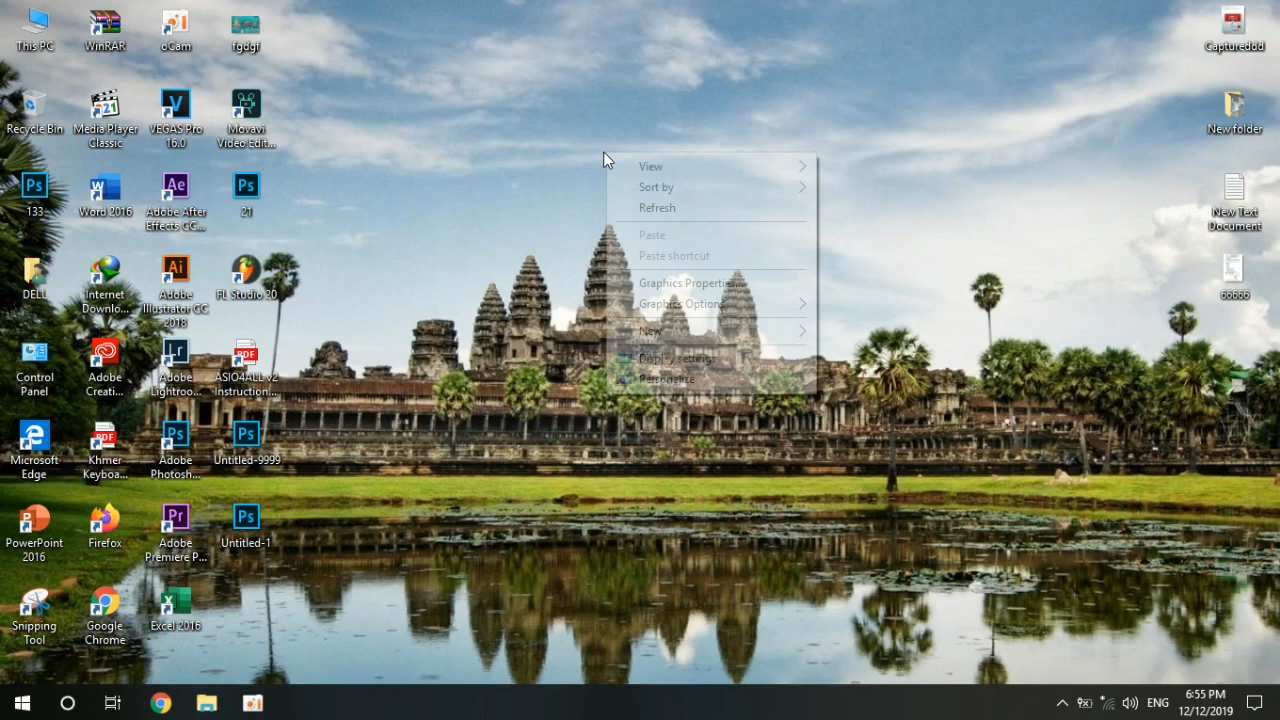 This PC
WinRAR
oCam
fgdgf
Captureddd
Recycle Bin
Media Player
Classic
VEGAS Pro
16.0
Movavi
Video Edit...
New folder
133
Word 2016
Adobe After
Effects CC...
21
New Text
Document
DELL
Internet
Downlo...
Adobe
Illustrator CC
2018
FL Studio 20
66666
Control
Panel
Adobe
Creati...
Adobe
Lightroo...
ASIO4ALL v2
Instruction...
Microsoft
Edge
Khmer
Keyboa...
Adobe
Photosh...
Untitled-9999
PowerPoint
2016
Firefox
Adobe
Premiere P...
Untitled-1
Snipping
Tool
Google
Chrome
Excel 2016
View
Sort by
Refresh
Paste
Paste shortcut
Graphics Properties...
Graphics Options
New
Display settings
Personalize
ENG
6:55 PM
12/12/2019